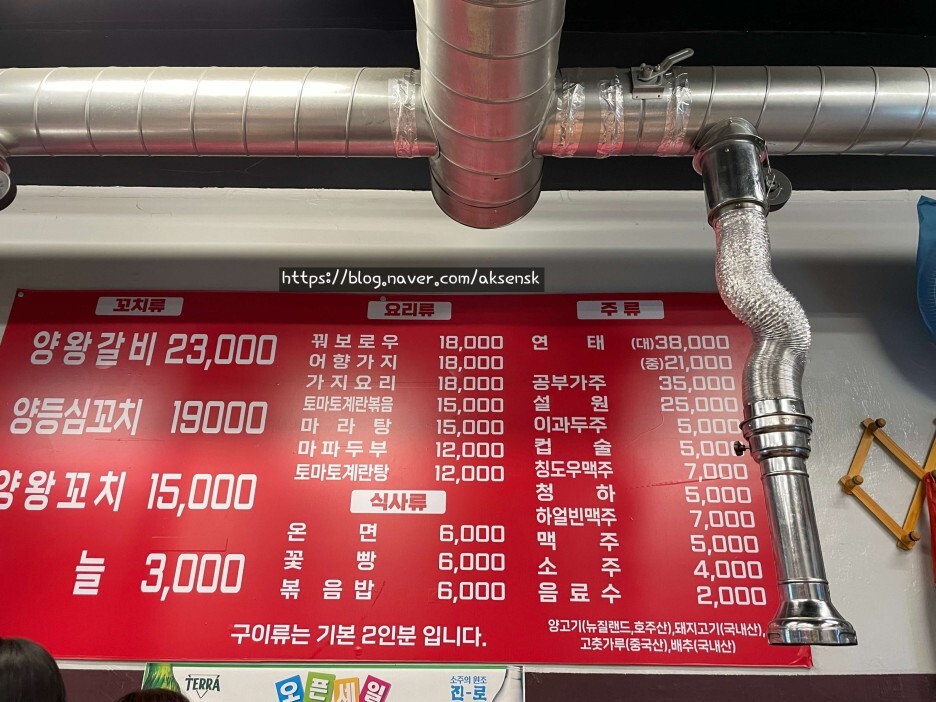 https://blog.naver.com/aksensk
꼬치류
양왕갈비 23,000
양등심꼬치 19000
양왕꼬치 15,000
늘 3,000
요리류
꿔보로우 18,000
어향가지 18,000
가지요리 18,000
토마토계란볶음 15,000
마라탕 15,000
마파두부 12,000
토마토계란탕 12,000
식사류
온면 6,000
꽃빵 6,000
볶음밥 6,000
주류
연태 (대)38,000
(중)21,000
공부가주 35,000
설원 25,000
이과두주 5,000
컵술 5,000
칭도우맥주 7,000
청하 5,000
하얼빈맥주 7,000
맥주 5,000
소주 4,000
음료수 2,000
구이류는 기본 2인분 입니다.
양고기(뉴질랜드,호주산),돼지고기(국내산),
고춧가루(중국산),배추(국내산)
TERRA
오픈세일
소주의 원조
진-로